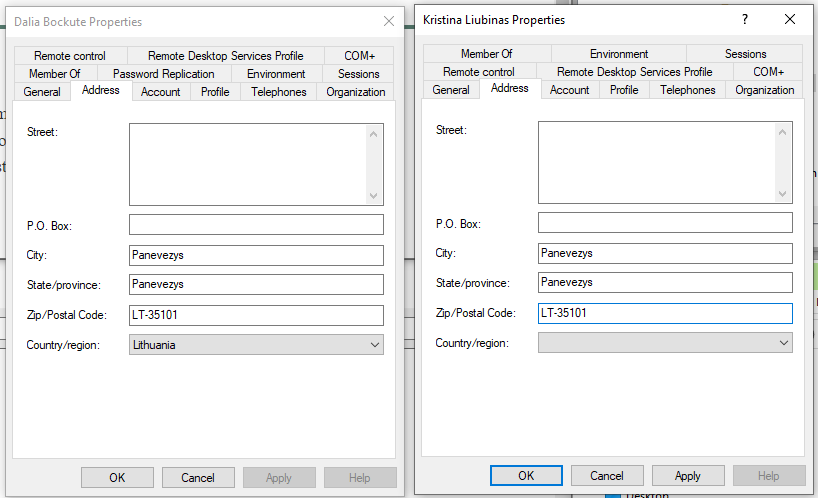 Dalia Bockute Properties
Remote control Remote Desktop Services Profile COM+
Member Of Password Replication Environment Sessions
General Address Account Profile Telephones Organization
Street:
P.O. Box:
City: Panevezys
State/province: Panevezys
Zip/Postal Code: LT-35101
Country/region: Lithuania
OK Cancel Apply Help
Kristina Liubinas Properties ?
Member Of Environment Sessions
Remote control Remote Desktop Services Profile COM+
General Address Account Profile Telephones Organization
Street:
P.O. Box:
City: Panevezys
State/province: Panevezys
Zip/Postal Code: LT-35101
Country/region:
OK Cancel Apply Help
Desktop